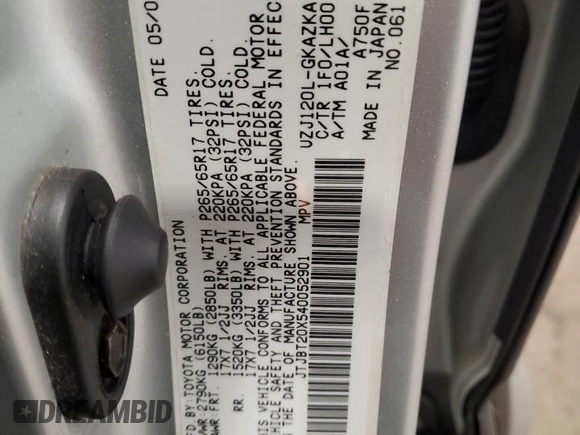 MFD.BY:TOYOTA MOTOR CORPORATION DATE 05/0
GVWR:2790KG (6150LB)
GAWR:FRT. 1290KG (2850LB) WITH P265/65R17 TIRES.
17X7 1/2JJ RIMS. AT 220KPA (32PSI) COLD.
RR. 1520KG (3350LB) WITH P265/65R17 TIRES.
17X7 1/2JJ RIMS. AT 220KPA (32PSI) COLD.
THIS VEHICLE CONFORMS TO ALL APPLICABLE FEDERAL MOTOR
VEHICLE SAFETY AND THEFT PREVENTION STANDARDS IN EFFEC
DATE OF MANUFACTURE SHOWN ABOVE.
JTJBT20X540052901 MPV
UZJ120L-GKAZKA
C/TR 1F0/LH00
A/TM A01A/ A750F
MADE IN JAPAN
NO.061
DREAMBID